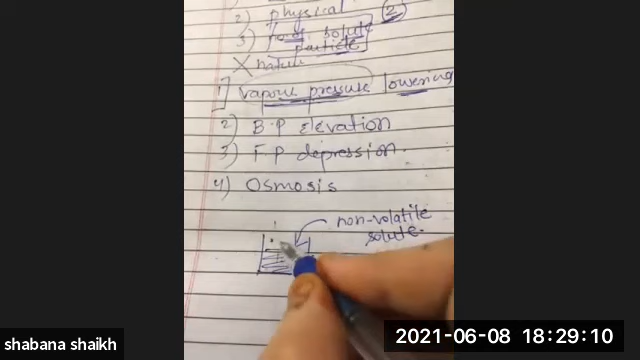 2) physical 2
3) solute
particle
X nature
1] vapour pressure lowering
2) B.P elevation
3) F.P depression.
4) Osmosis
non-volatile
solute.
shabana shaikh
2021-06-08 18:29:10